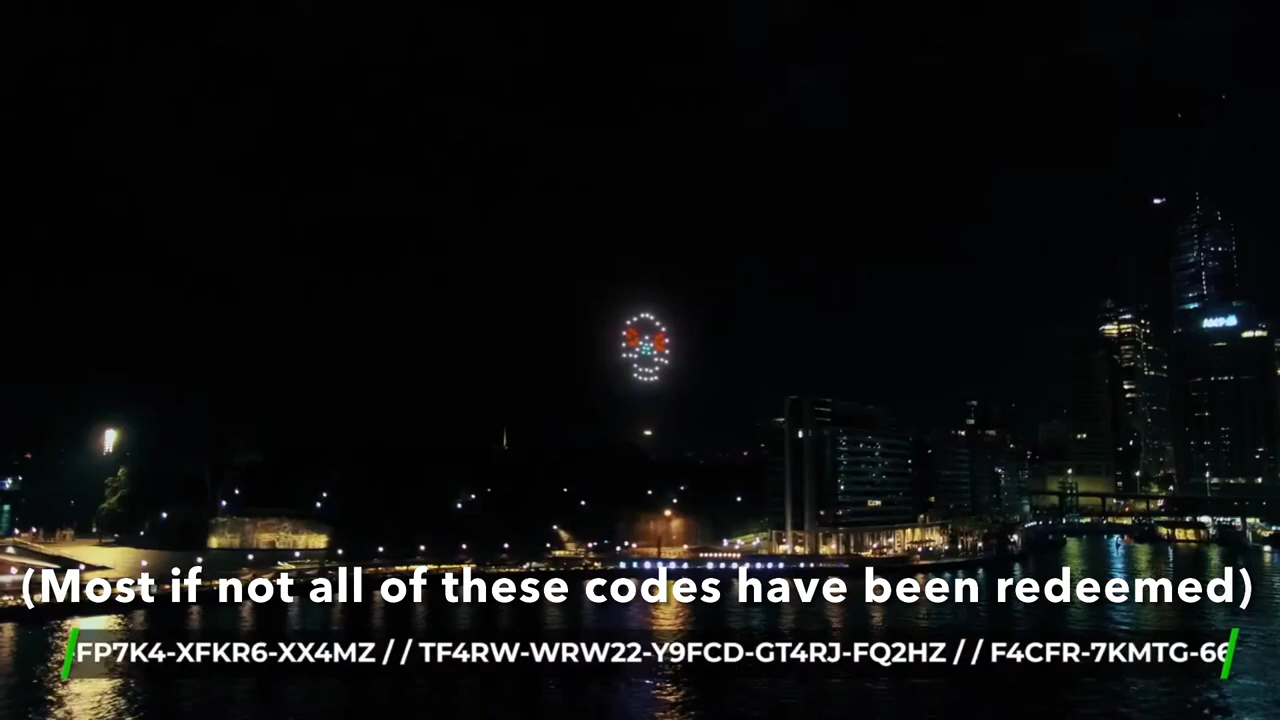 (Most if not all of these codes have been redeemed)
FP7K4-XFKR6-XX4MZ // TF4RW-WRW22-Y9FCD-GT4RJ-FQ2HZ // F4CFR-7KMTG-66